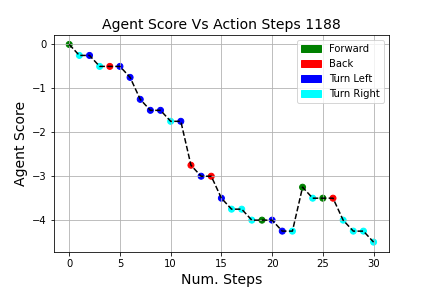 Agent Score Vs Action Steps 1188
Forward
Back
Turn Left
Turn Right
Agent Score
0
−1
−2
−3
−4
0 5 10 15 20 25 30
Num. Steps